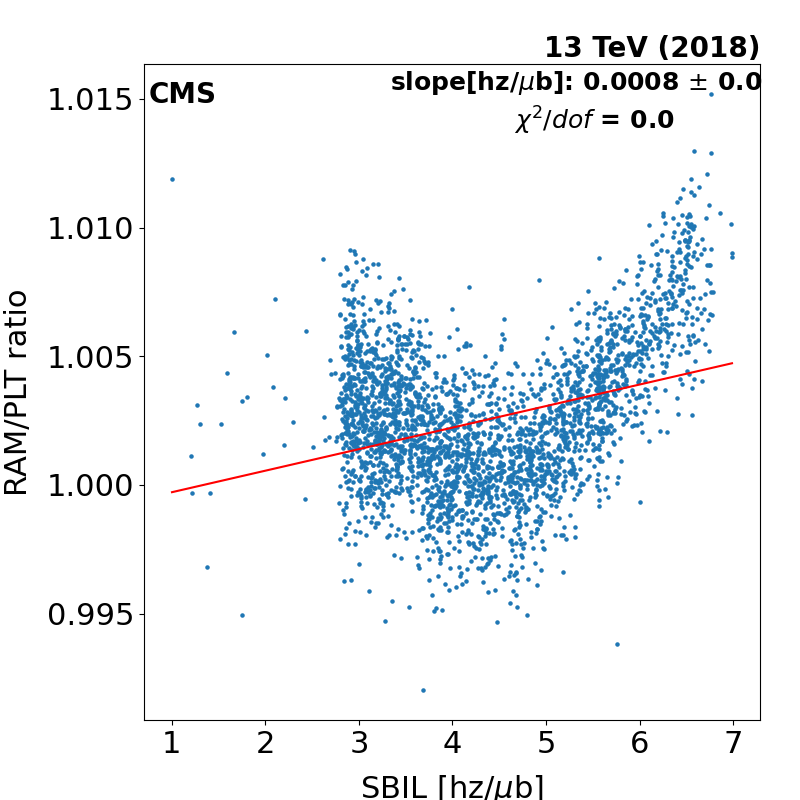 13 TeV (2018)
CMS
slope[hz/μb]: 0.0008 ± 0.0
χ²/dof = 0.0
RAM/PLT ratio
1.015
1.010
1.005
1.000
0.995
1 2 3 4 5 6 7
SBIL [hz/μb]